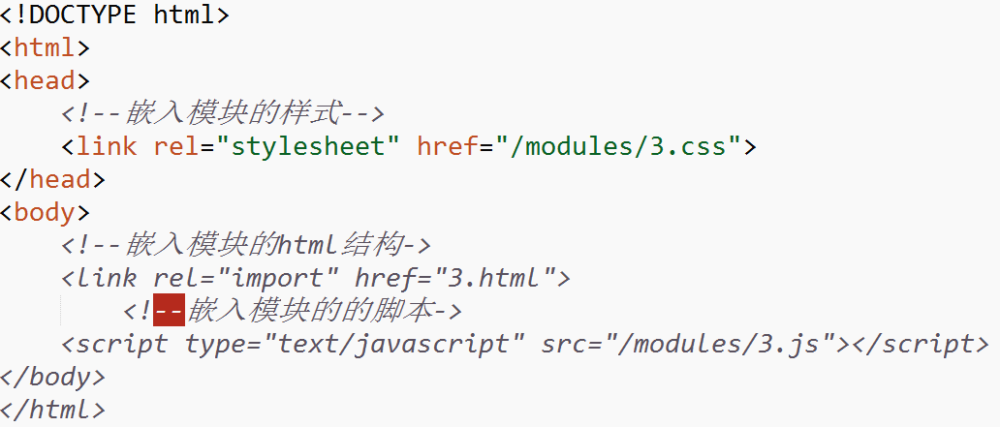 <!DOCTYPE html>
<html>
<head>
    <!--嵌入模块的样式-->
    <link rel="stylesheet" href="/modules/3.css">
</head>
<body>
    <!--嵌入模块的html结构->
    <link rel="import" href="3.html">
        <!--嵌入模块的的脚本->
    <script type="text/javascript" src="/modules/3.js"></script>
</body>
</html>